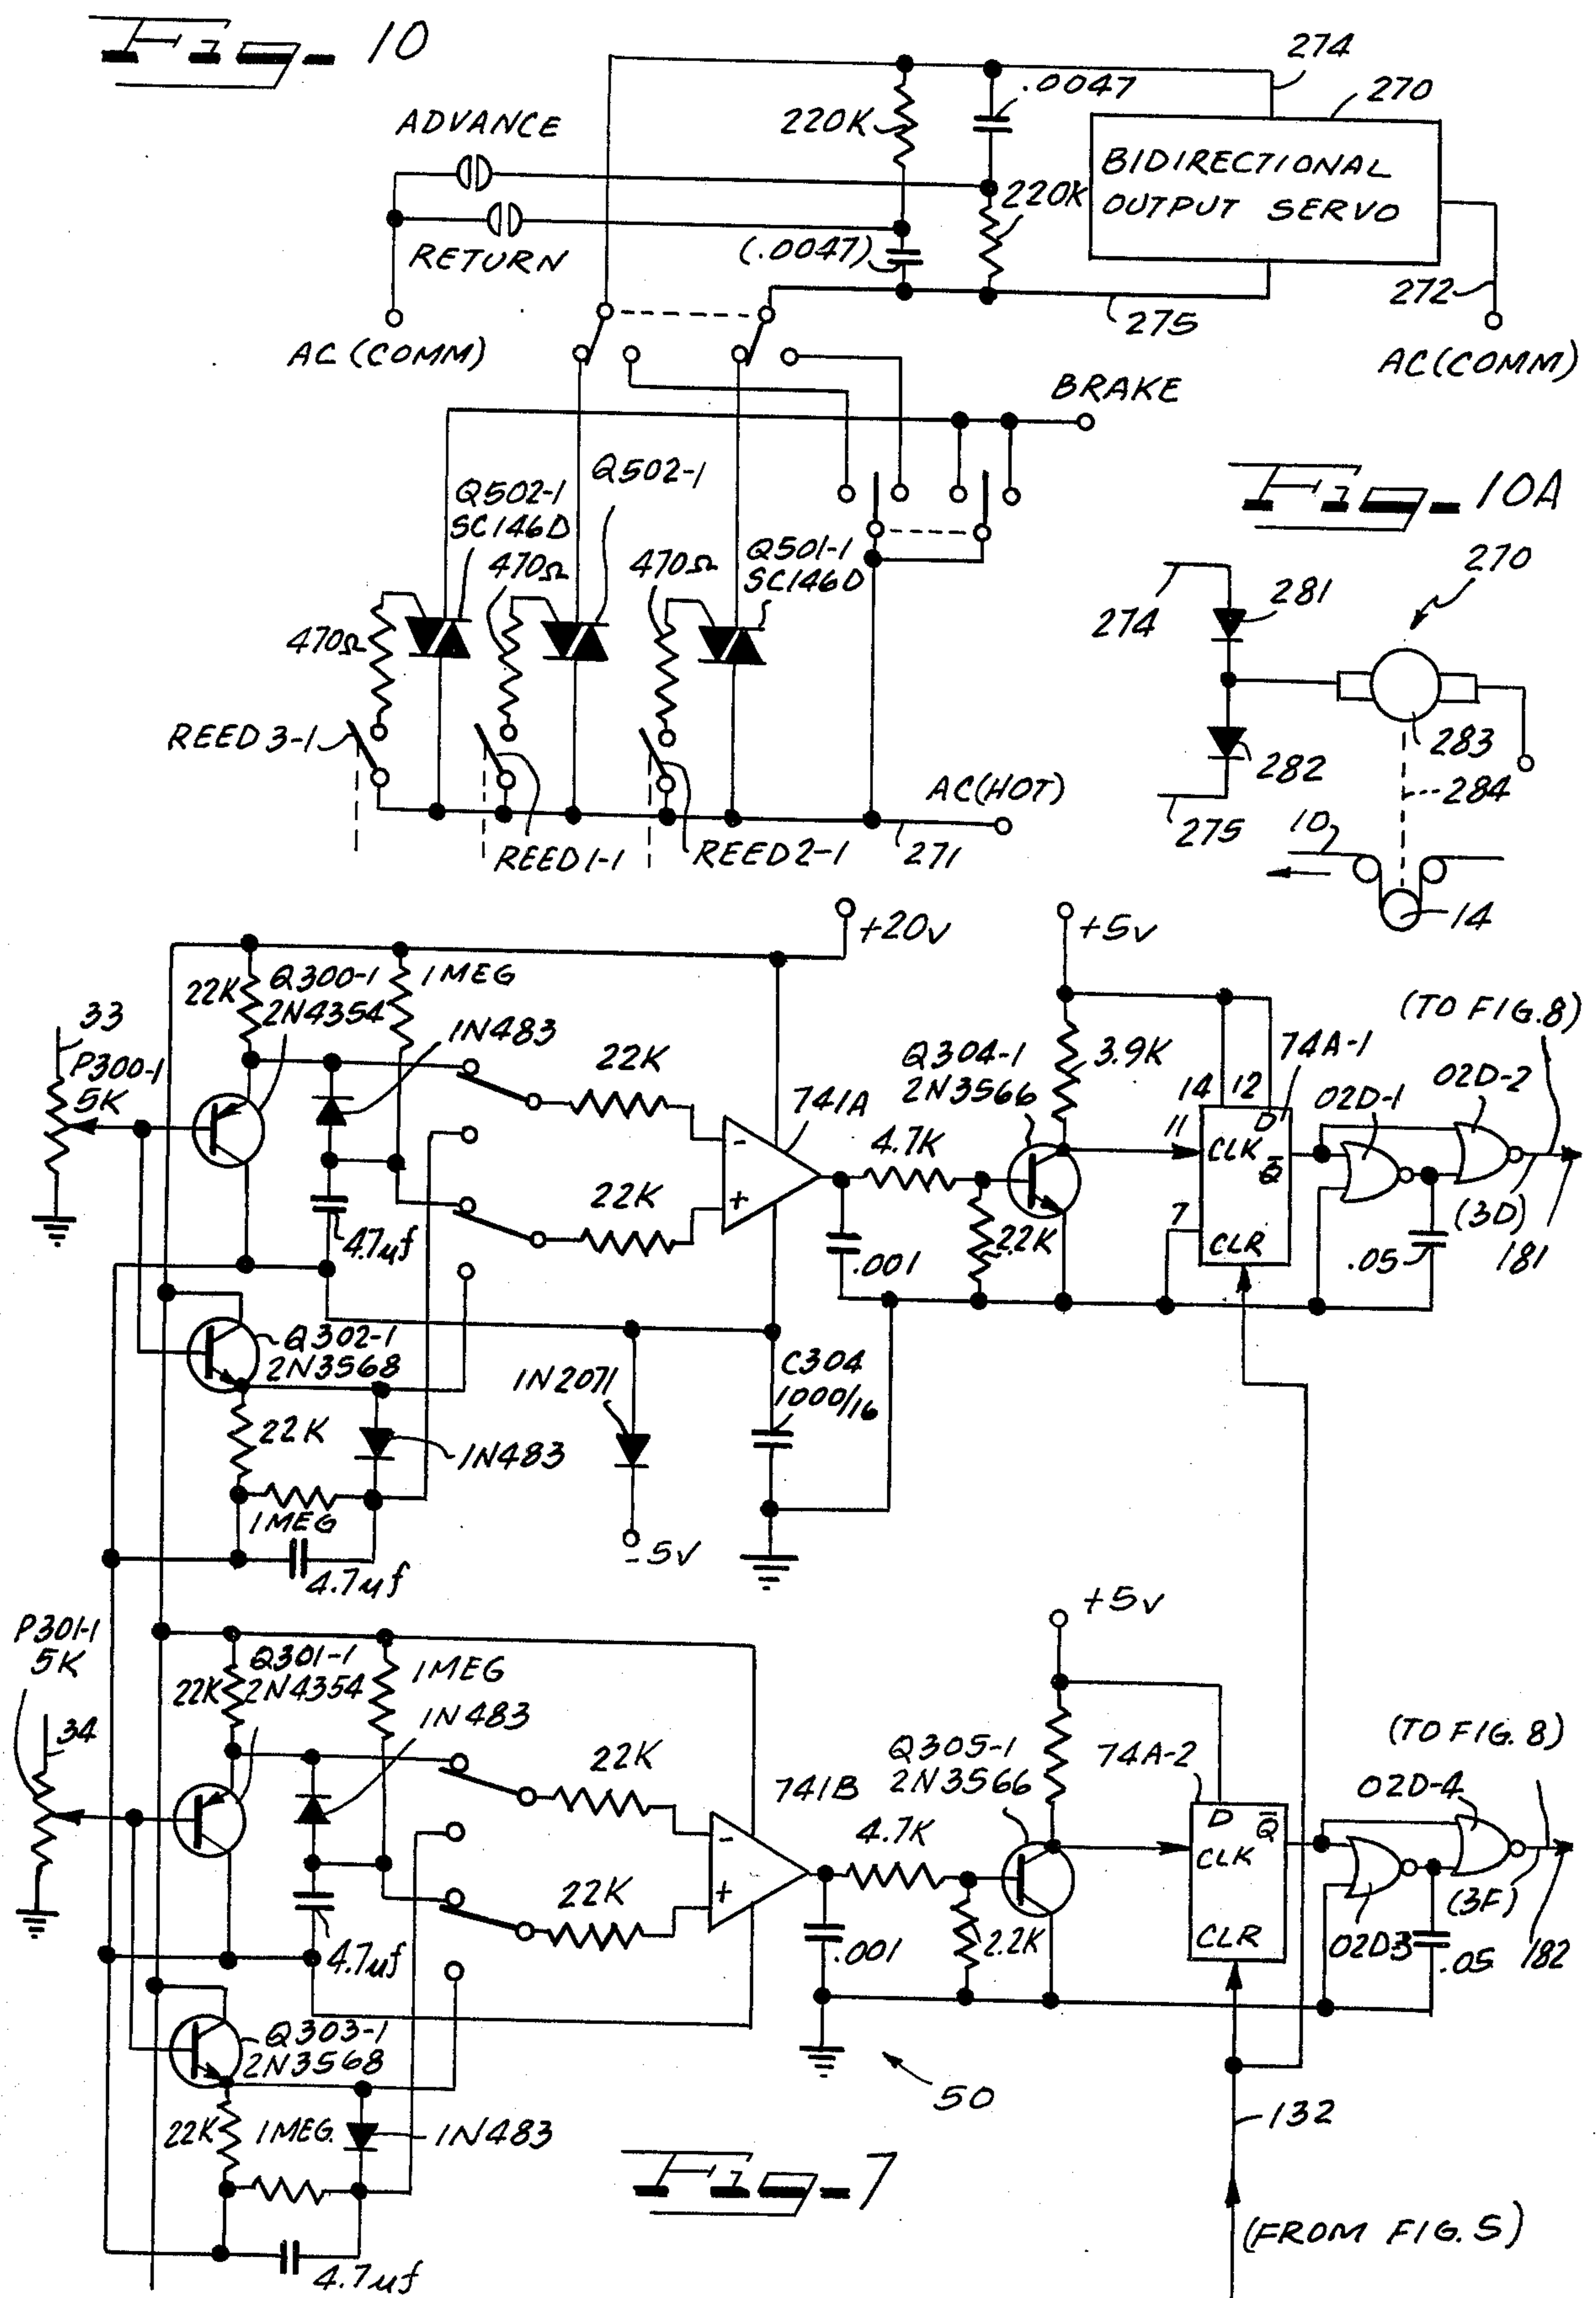 Fig-10
274
270
.0047
220K
ADVANCE
BIDIRECTIONAL
OUTPUT SERVO
220K
RETURN
(.0047)
272
275
AC (COMM)
AC (COMM)
BRAKE
Q502-1
Q502-1
SC146D
470Ω
470Ω
Q501-1
SC146D
470Ω
REED 3-1
AC (HOT)
REED 1-1
REED 2-1
271
Fig-10A
270
281
274
283
282
284
275
10
14
+20v
+5v
22K
Q300-1
2N4354
1MEG
33
P300-1
5K
1N483
22K
Q304-1
2N3566
3.9K
(TO FIG.8)
74A-1
14
12
02D-1
02D-2
741A
-
+
4.7K
11
D
CLK
Q̄
22K
4.7uf
.001
2.2K
7
CLR
(3D)
.05
181
Q302-1
2N3568
1N2071
C304
1000/16
22K
1N483
1MEG
-5v
4.7uf
P301-1
5K
+5v
22K
Q301-1
2N4354
1MEG
1N483
34
22K
Q305-1
2N3566
74A-2
(TO FIG. 8)
741B
02D-4
-
+
4.7K
D
Q̄
CLK
22K
(3F)
4.7uf
.001
2.2K
CLR
02D3
.05
182
Q303-1
2N3568
50
22K
1MEG.
1N483
132
Fig-7
(FROM FIG. 5)
4.7uf